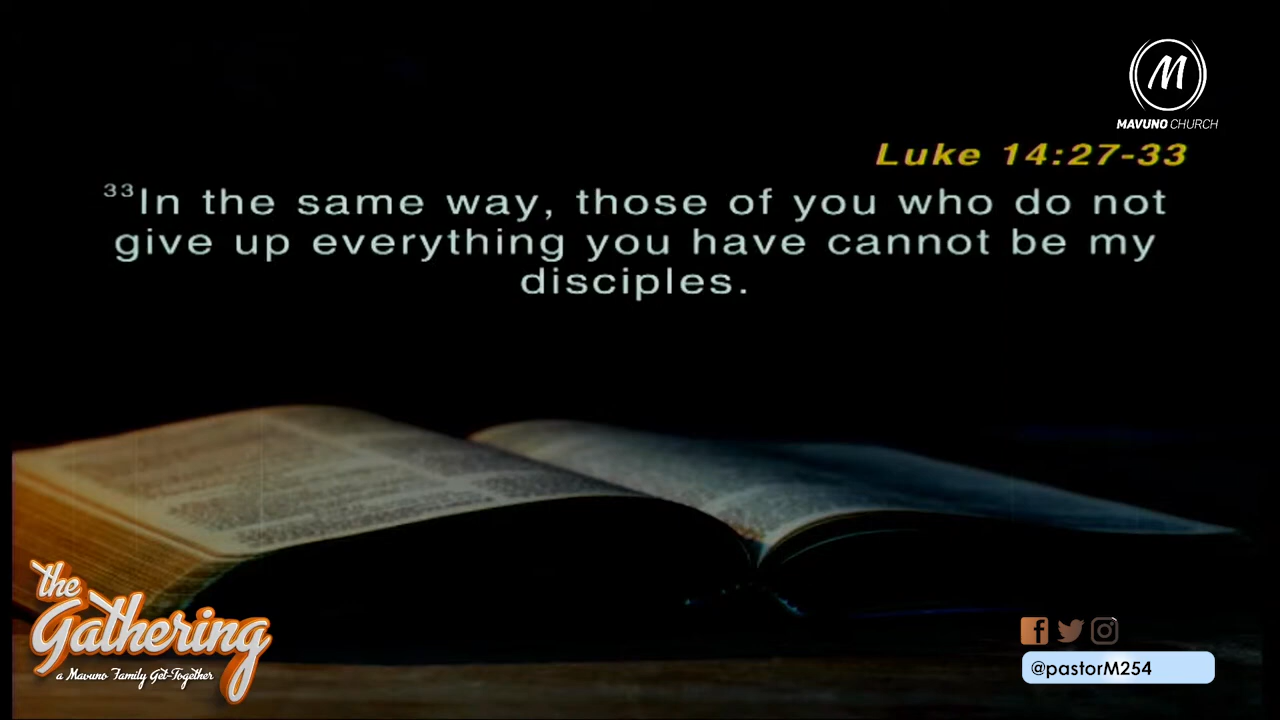 M
MAVUNO CHURCH
Luke 14:27-33
33In the same way, those of you who do not
give up everything you have cannot be my
disciples.
the
Gathering
a Mavuno Family Get-Together
@pastorM254